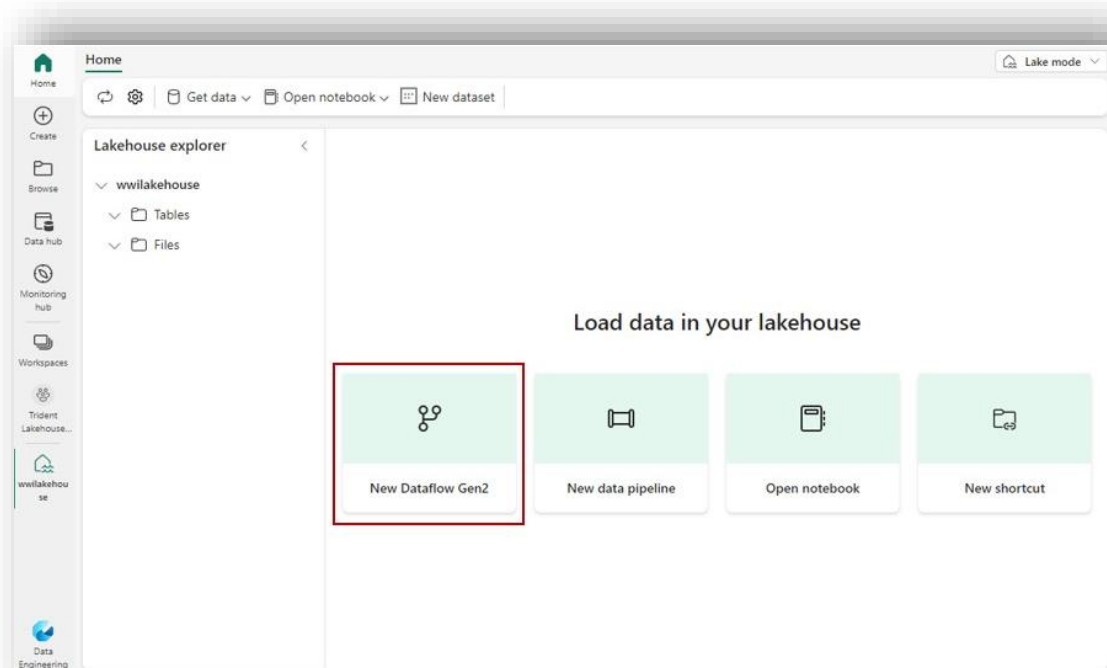 Home
Home
Lake mode
Get data
Open notebook
New dataset
Create
Browse
Data hub
Monitoring
hub
Workspaces
Trident
Lakehouse...
wwilakehou
se
Data
Engineering
Lakehouse explorer
wwilakehouse
Tables
Files
Load data in your lakehouse
New Dataflow Gen2
New data pipeline
Open notebook
New shortcut